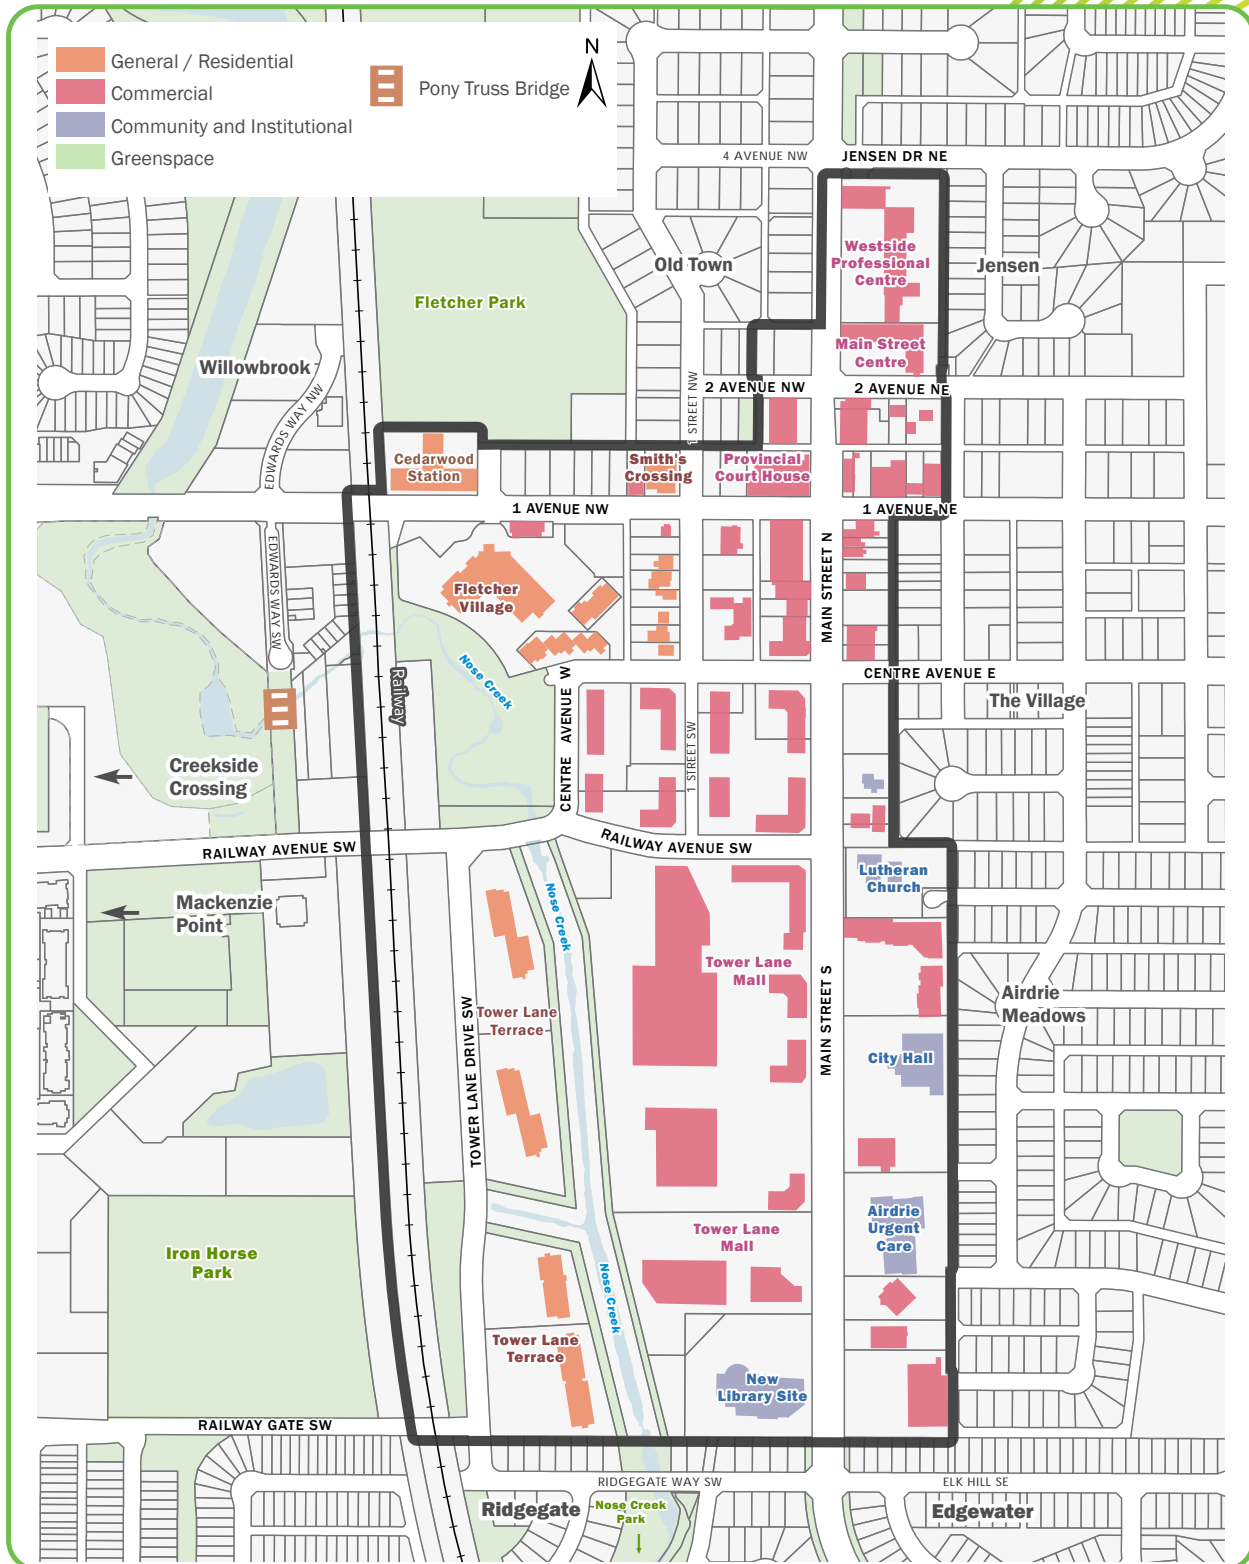 General / Residential
Commercial
Community and Institutional
Greenspace
Pony Truss Bridge
N
4 AVENUE NW
JENSEN DR NE
Old Town
Westside
Professional
Centre
Jensen
Fletcher Park
Main Street
Centre
Willowbrook
EDWARDS WAY NW
1 STREET NW
2 AVENUE NW
2 AVENUE NE
Cedarwood
Station
Smith's
Crossing
Provincial
Court House
1 AVENUE NW
1 AVENUE NE
EDWARDS WAY SW
Fletcher
Village
MAIN STREET N
Nose Creek
Railway
CENTRE AVENUE W
CENTRE AVENUE E
The Village
1 STREET SW
Creekside
Crossing
RAILWAY AVENUE SW
RAILWAY AVENUE SW
Lutheran
Church
Mackenzie
Point
Nose Creek
Tower Lane
Mall
MAIN STREET S
Airdrie
Meadows
Tower Lane
Terrace
TOWER LANE DRIVE SW
City Hall
Airdrie
Urgent
Care
Tower Lane
Mall
Iron Horse
Park
Nose Creek
Tower Lane
Terrace
New
Library Site
RAILWAY GATE SW
RIDGEGATE WAY SW
ELK HILL SE
Ridgegate
Nose Creek
Park
Edgewater